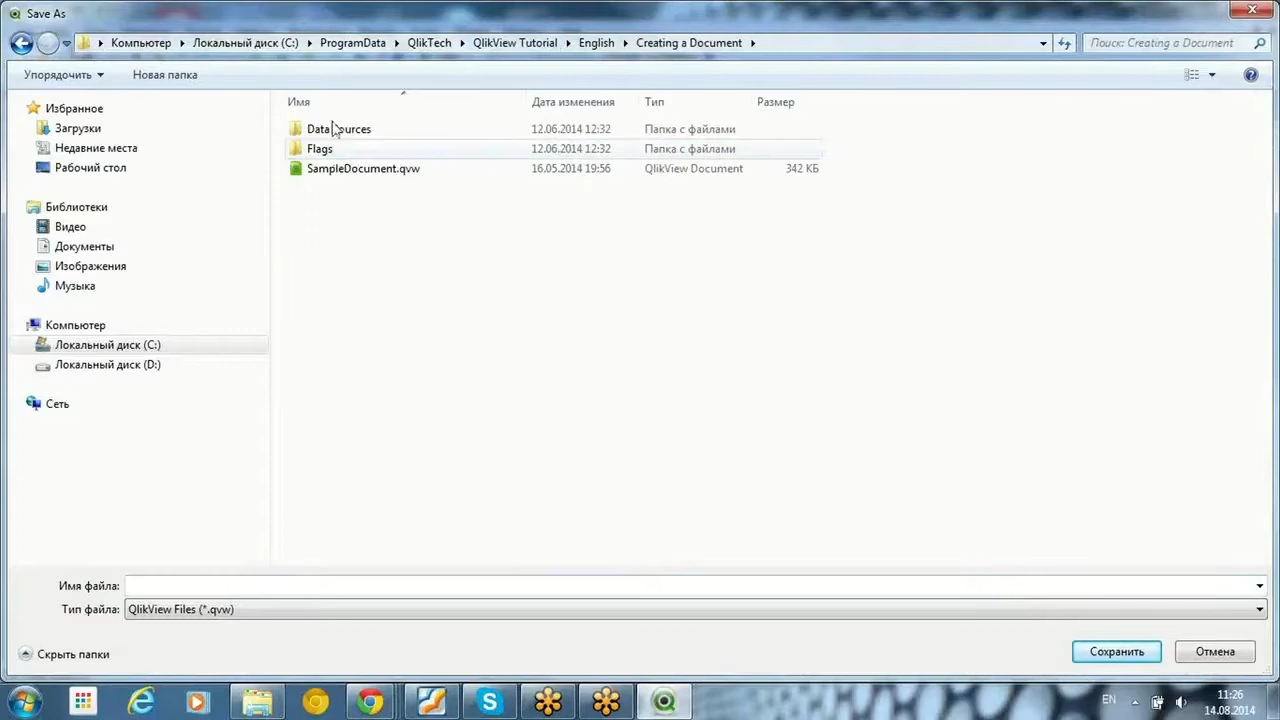 Save As
Компьютер Локальный диск (C:) ProgramData QlikTech QlikView Tutorial English Creating a Document Поиск: Creating a Document
Упорядочить Новая папка
Имя Дата изменения Тип Размер
Избранное
Загрузки
Недавние места
Рабочий стол
Библиотеки
Видео
Документы
Изображения
Музыка
Компьютер
Локальный диск (C:)
Локальный диск (D:)
Сеть
12.06.2014 12:32 Папка с файлами
Flags 12.06.2014 12:32 Папка с файлами
SampleDocument.qvw 16.05.2014 19:56 QlikView Document 342 КБ
Имя файла:
Тип файла: QlikView Files (*.qvw)
Скрыть папки Сохранить Отмена
EN 11:26
14.08.2014